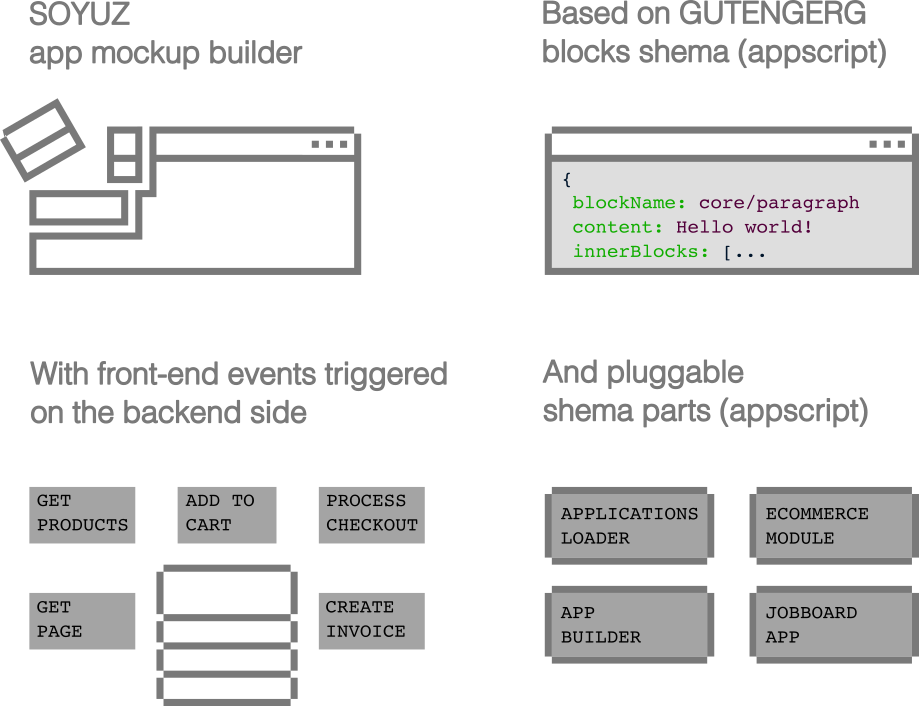 SOYUZ
app mockup builder
Based on GUTENGERG
blocks shema (appscript)
{
blockName: core/paragraph
content: Hello world!
innerBlocks: [...
With front-end events triggered
on the backend side
And pluggable
shema parts (appscript)
GET
PRODUCTS
ADD TO
CART
PROCESS
CHECKOUT
GET
PAGE
CREATE
INVOICE
APPLICATIONS
LOADER
ECOMMERCE
MODULE
APP
BUILDER
JOBBOARD
APP